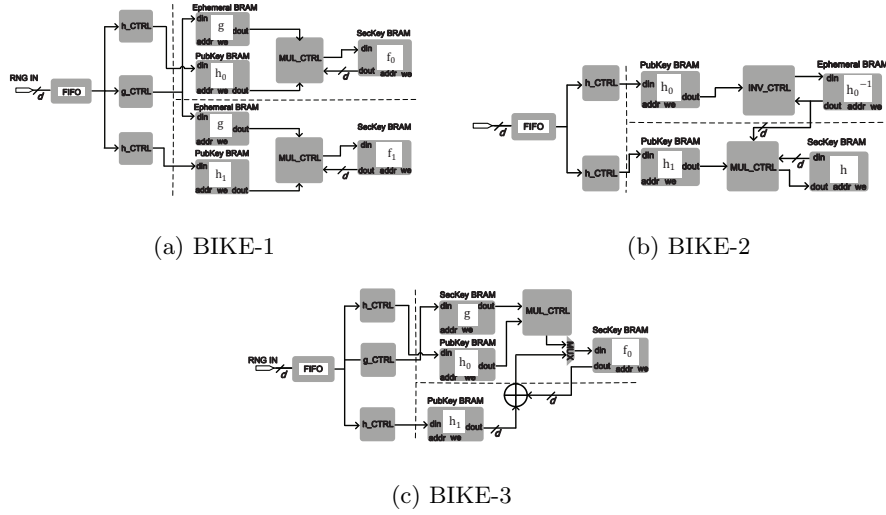 h_CTRL
Ephemeral BRAM
din g dout
addr we
MUL_CTRL
SecKey BRAM
din f0
dout addr we
d
PubKey BRAM
din h0
addr we dout
RNG IN
d
FIFO
g_CTRL
Ephemeral BRAM
din g
dout
addr we
MUL_CTRL
SecKey BRAM
din f1
dout addr we
d
h_CTRL
PubKey BRAM
din h1
addr we dout
(a) BIKE-1
h_CTRL
PubKey BRAM
din h0
dout
addr we
INV_CTRL
Ephemeral BRAM
din h0−1
dout addr we
d
FIFO
d
h_CTRL
PubKey BRAM
din h1
dout
addr we
MUL_CTRL
d
SecKey BRAM
din h
dout addr we
(b) BIKE-2
h_CTRL
SecKey BRAM
din g dout
addr we
MUL_CTRL
MUX
SecKey BRAM
din f0
dout addr we
d
RNG IN
d
FIFO
g_CTRL
PubKey BRAM
din h0
dout
addr we
h_CTRL
PubKey BRAM
din h1
dout
addr we
d
(c) BIKE-3